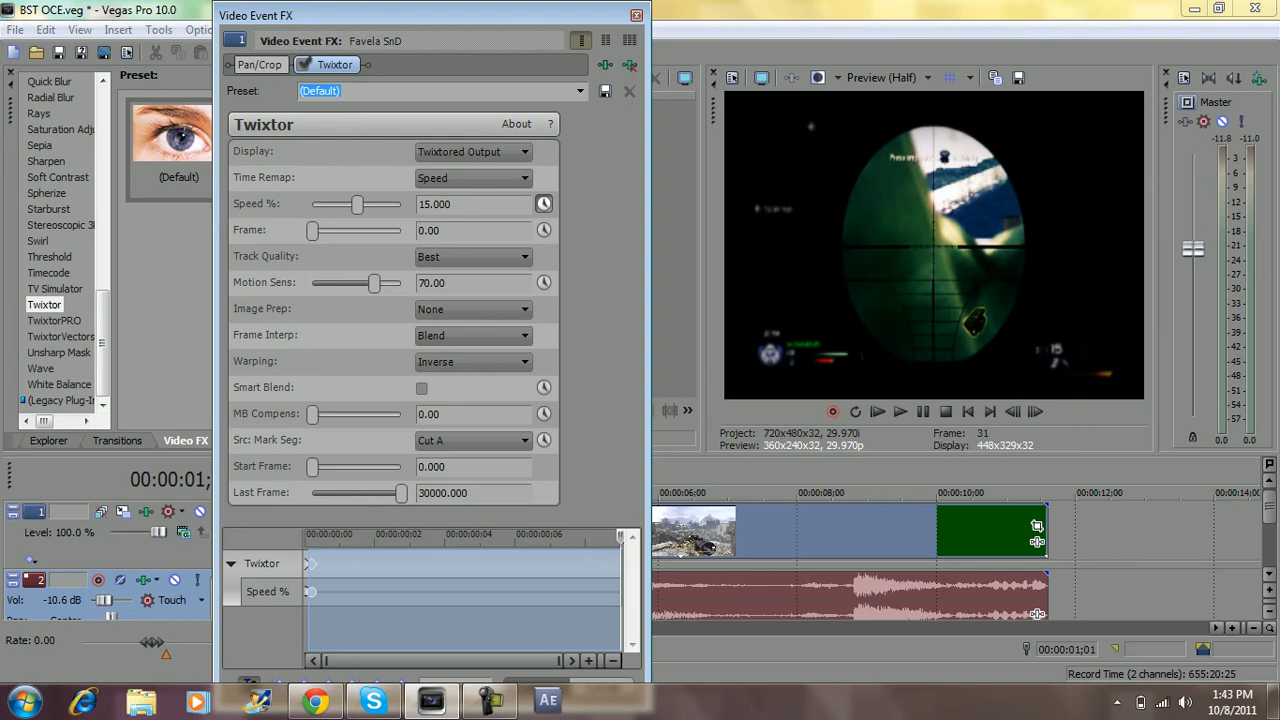 BST OCE.veg * - Vegas Pro 10.0
File Edit View Insert Tools
Quick Blur
Radial Blur
Rays
Saturation Adju
Sepia
Sharpen
Soft Contrast
Spherize
Starburst
Stereoscopic 3
Swirl
Threshold
Timecode
TV Simulator
Twixtor
TwixtorPRO
TwixtorVectors
Unsharp Mask
Wave
White Balance
(Legacy Plug-In
Preset:
(Default)
Explorer Transitions Video FX
Video Event FX
1 Video Event FX: Favela SnD
Pan/Crop Twixtor
Preset: (Default)
Twixtor About ?
Display: Twixtored Output
Time Remap: Speed
Speed %: 15.000
Frame: 0.00
Track Quality: Best
Motion Sens: 70.00
Image Prep: None
Frame Interp: Blend
Warping: Inverse
Smart Blend:
MB Compens: 0.00
Src: Mark Seg: Cut A
Start Frame: 0.000
Last Frame: 30000.000
00:00:00;00 00:00:02;00 00:00:04;00 00:00:06;00
Twixtor
Speed %
Preview (Half)
Project: 720x480x32, 29.970i
Preview: 360x240x32, 29.970p
Frame: 31
Display: 448x329x32
Master
-11.8 -11.0
3
6
9
12
15
18
21
24
27
30
33
36
39
42
45
48
51
54
57
0.0 0.0
00:00:01;
1
Level: 100.0 %
2
Vol: -10.6 dB Touch
Rate: 0.00
00:00:06;00 00:00:08;00 00:00:10;00 00:00:12;00 00:00:14;0
00:00:01;01
Record Time (2 channels): 655:20:25
Ae
1:43 PM
10/8/2011